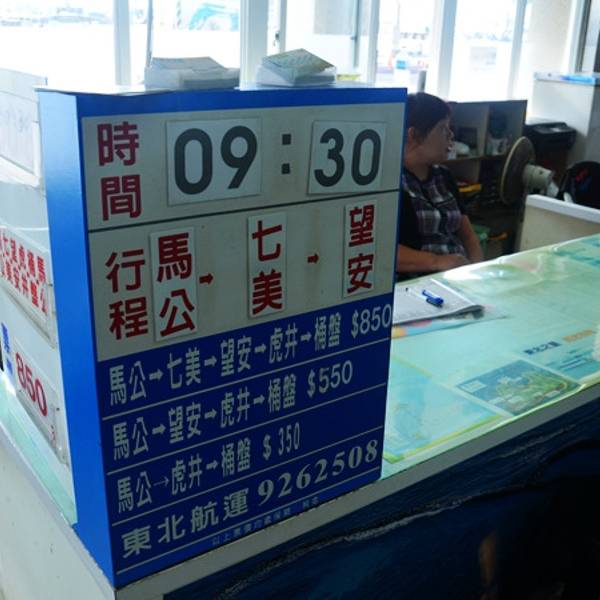 時間 09:30
行程 馬公→七美→望安
馬公→七美→望安→虎井→桶盤 $850
馬公→望安→虎井→桶盤 $550
馬公→虎井→桶盤 $350
東北航運 9262508
850